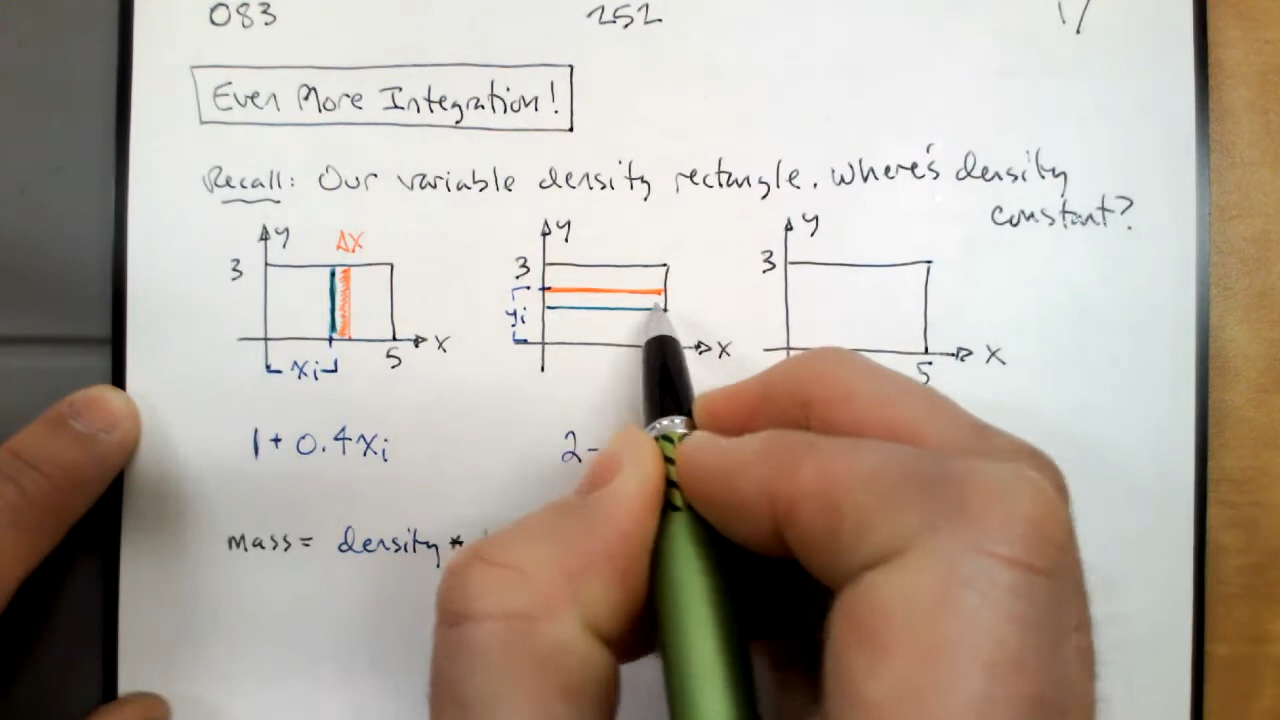 083 252
Even More Integration!
Recall: Our variable density rectangle. Where's density
constant?
y Δx y y
3 3 3
yi
x x x
5 5
xi
1 + 0.4xi 2-
mass = density *